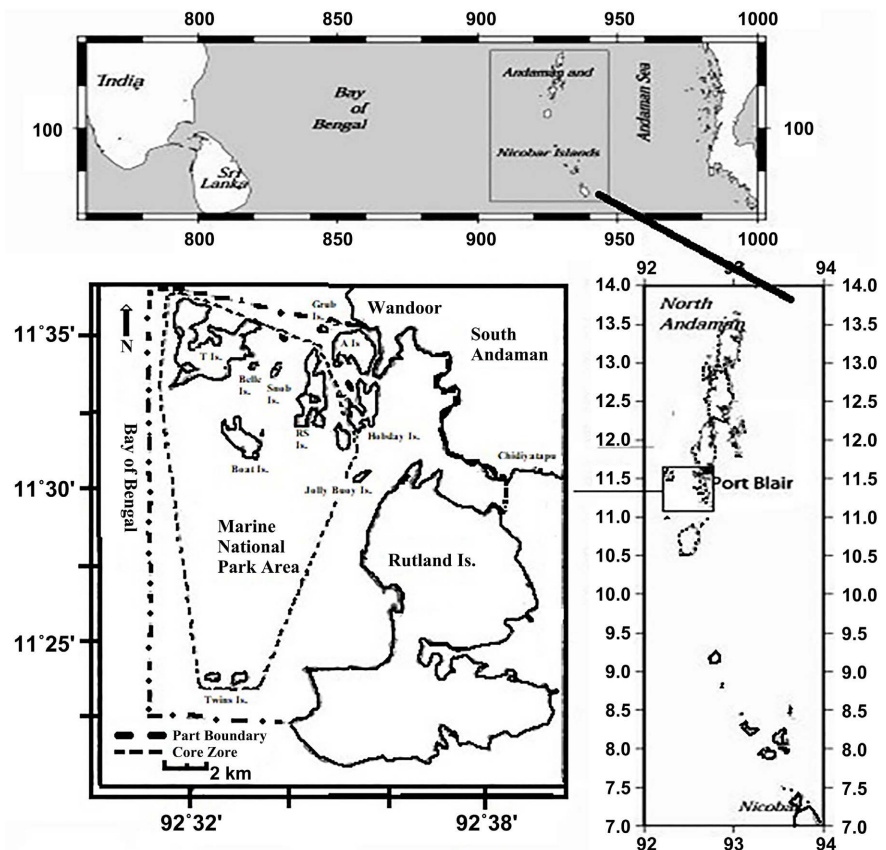 800 850 900 950 1000
India
Andaman and
Bay
of
Bengal
Andaman Sea
100 100
Nicobar Islands
Sri
Lanka
800 850 900 950 1000
11°35'
11°30'
11°25'
N
Bay of Bengal
Grub
Is.
Wandoor
South
Andaman
T Is.
A Is
Belle
Is.
Snob
Is.
RS
Is.
Hobday Is.
Boat Is.
Chidiyatapu
Jolly Buoy Is.
Marine
National
Park Area
Rutland Is.
Twins Is.
Part Boundary
Core Zore
2 km
92°32' 92°38'
92 93 94
14.0 14.0
North
Andaman
13.5 13.5
13.0 13.0
12.5 12.5
12.0 12.0
11.5 Port Blair 11.5
11.0 11.0
10.5 10.5
10.0 10.0
9.5 9.5
9.0 9.0
8.5 8.5
8.0 8.0
7.5 7.5
Nicobar
7.0 7.0
92 93 94